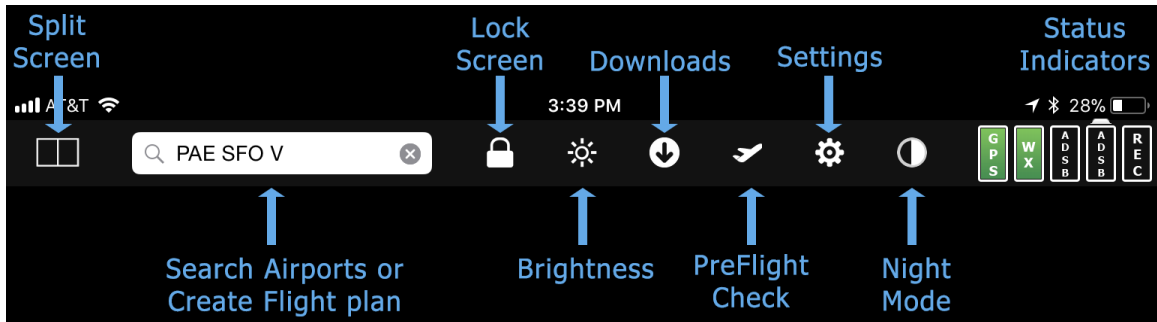 Split
Screen
Lock
Screen
Downloads
Settings
Status
Indicators
AT&T
3:39 PM
28%
PAE SFO V
GPS
WX
ADSB
ADSB
REC
Search Airports or
Create Flight plan
Brightness
PreFlight
Check
Night
Mode